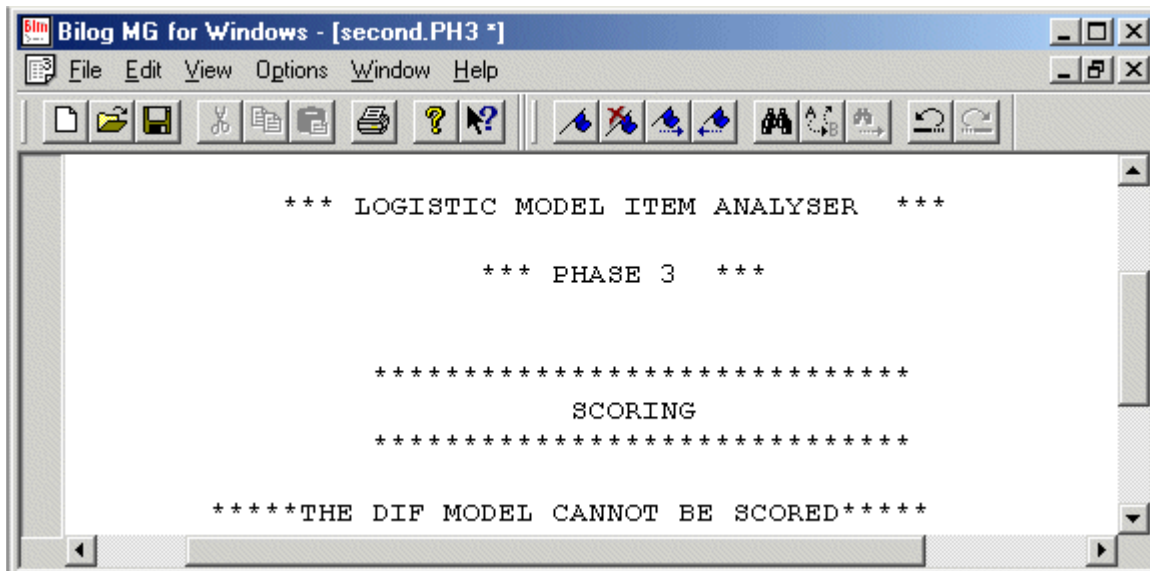 Bilog MG for Windows - [second.PH3 *]
File Edit View Options Window Help
*** LOGISTIC MODEL ITEM ANALYSER ***
*** PHASE 3 ***
******************************
SCORING
******************************
*****THE DIF MODEL CANNOT BE SCORED*****